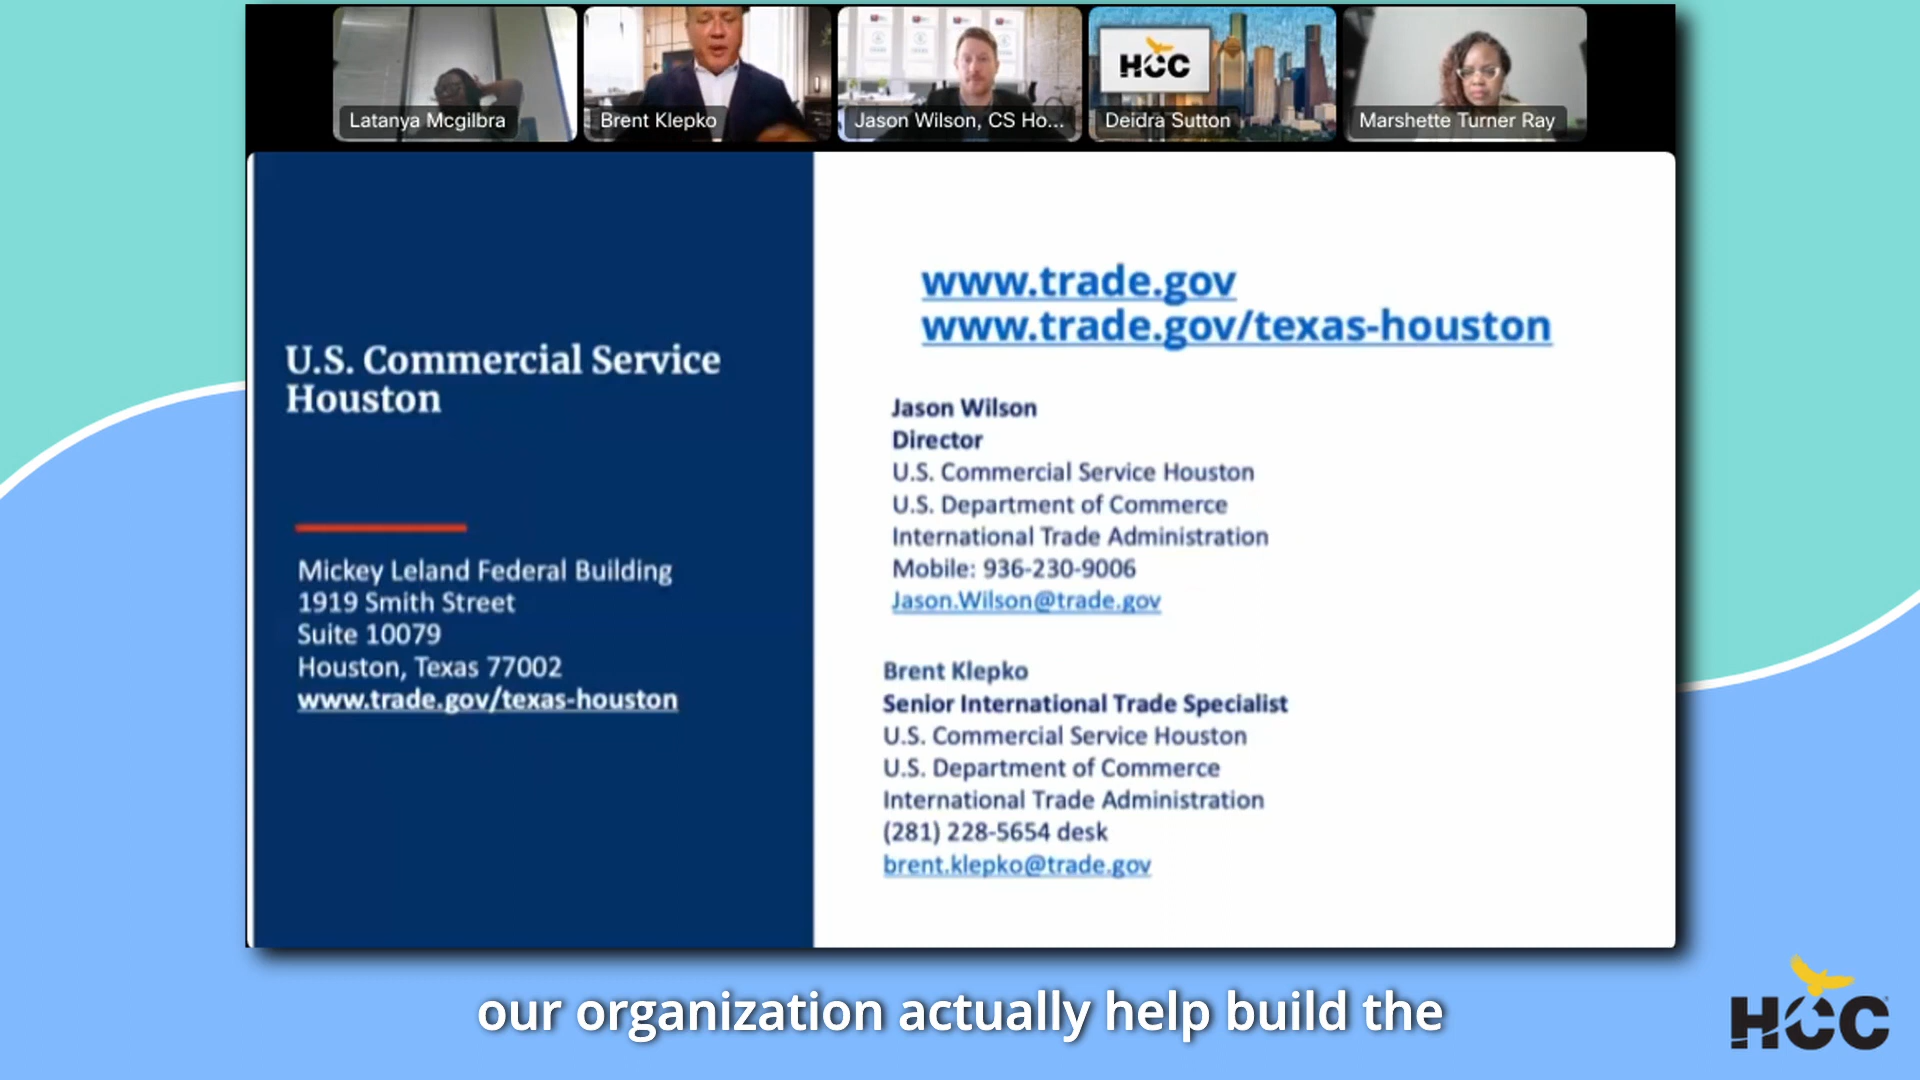 Latanya Mcgilbra
Brent Klepko
Jason Wilson, CS Ho...
HCC
Deidra Sutton
Marshette Turner Ray
U.S. Commercial Service
Houston
Mickey Leland Federal Building
1919 Smith Street
Suite 10079
Houston, Texas 77002
www.trade.gov/texas-houston
www.trade.gov
www.trade.gov/texas-houston
Jason Wilson
Director
U.S. Commercial Service Houston
U.S. Department of Commerce
International Trade Administration
Mobile: 936-230-9006
Jason.Wilson@trade.gov
Brent Klepko
Senior International Trade Specialist
U.S. Commercial Service Houston
U.S. Department of Commerce
International Trade Administration
(281) 228-5654 desk
brent.klepko@trade.gov
our organization actually help build the
HCC